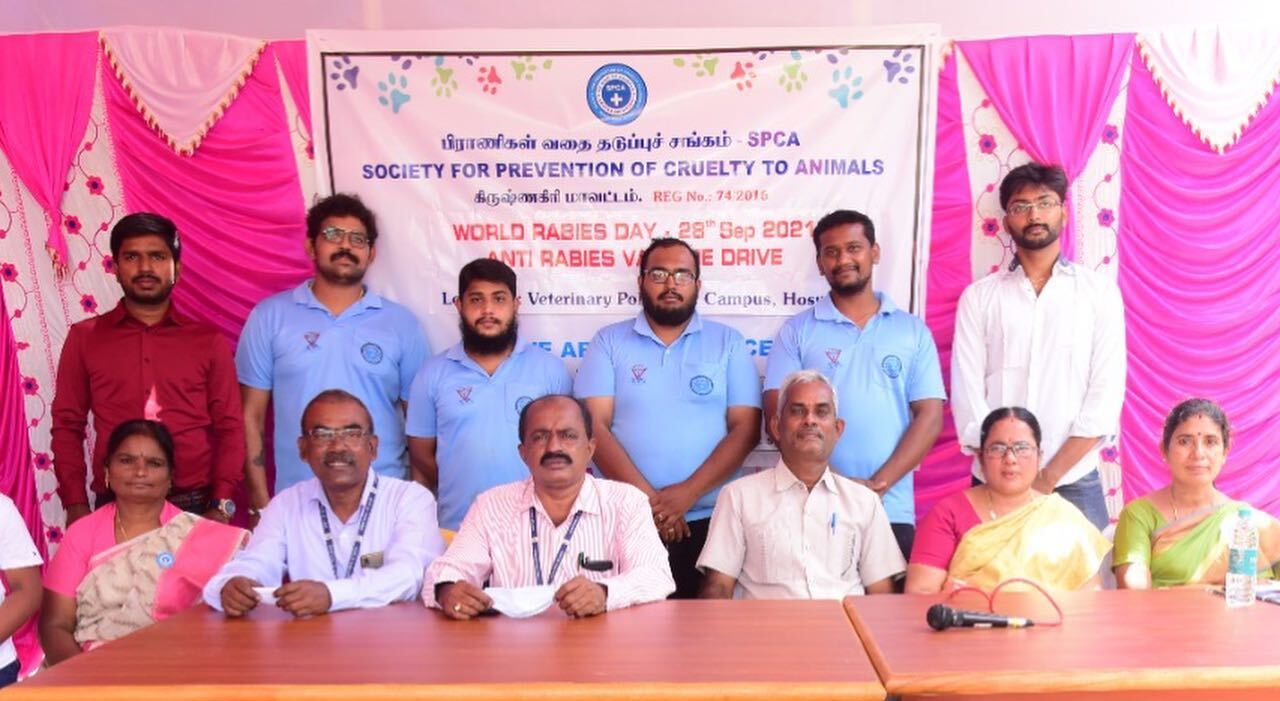 SPCA
பிராணிகள் வதை தடுப்புச் சங்கம் - SPCA
SOCIETY FOR PREVENTION OF CRUELTY TO ANIMALS
கிருஷ்ணகிரி மாவட்டம். REG No.: 74/2016
WORLD RABIES DAY - 28th Sep 2021
ANTI RABIES DRIVE
Veterinary Campus,